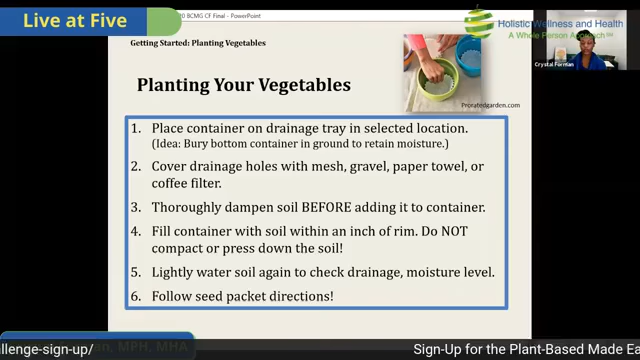 Live at Five
20 BCMG CF Final - PowerPoint
Holistic Wellness and Health
A Whole Person Approach
Crystal Forman
Getting Started: Planting Vegetables
Planting Your Vegetables
Proratedgarden.com
1. Place container on drainage tray in selected location.
(Idea: Bury bottom container in ground to retain moisture.)
2. Cover drainage holes with mesh, gravel, paper towel, or
coffee filter.
3. Thoroughly dampen soil BEFORE adding it to container.
4. Fill container with soil within an inch of rim. Do NOT
compact or press down the soil!
5. Lightly water soil again to check drainage, moisture level.
6. Follow seed packet directions!
MPH, MHA
allenge-sign-up/
Sign-Up for the Plant-Based Made Ea